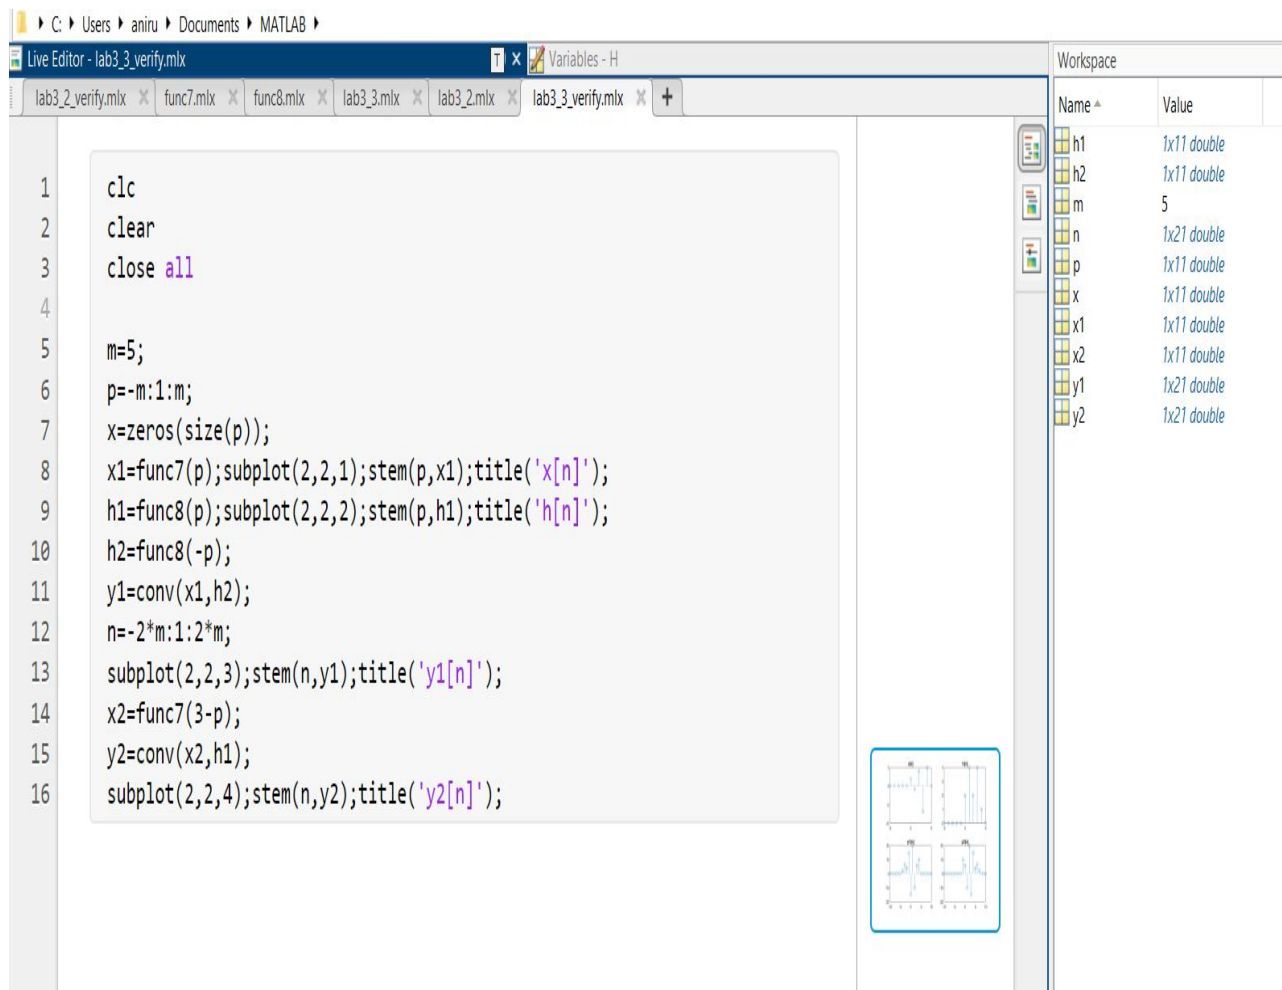 C: Users aniru Documents MATLAB
Live Editor - lab3_3_verify.mlx
Variables - H
Workspace
lab3_2_verify.mlx func7.mlx func8.mlx lab3_3.mlx lab3_2.mlx lab3_3_verify.mlx
Name Value
h1 1x11 double
h2 1x11 double
m 5
n 1x21 double
p 1x11 double
x 1x11 double
x1 1x11 double
x2 1x11 double
y1 1x21 double
y2 1x21 double
1 clc
2 clear
3 close all
4
5 m=5;
6 p=-m:1:m;
7 x=zeros(size(p));
8 x1=func7(p);subplot(2,2,1);stem(p,x1);title('x[n]');
9 h1=func8(p);subplot(2,2,2);stem(p,h1);title('h[n]');
10 h2=func8(-p);
11 y1=conv(x1,h2);
12 n=-2*m:1:2*m;
13 subplot(2,2,3);stem(n,y1);title('y1[n]');
14 x2=func7(3-p);
15 y2=conv(x2,h1);
16 subplot(2,2,4);stem(n,y2);title('y2[n]');